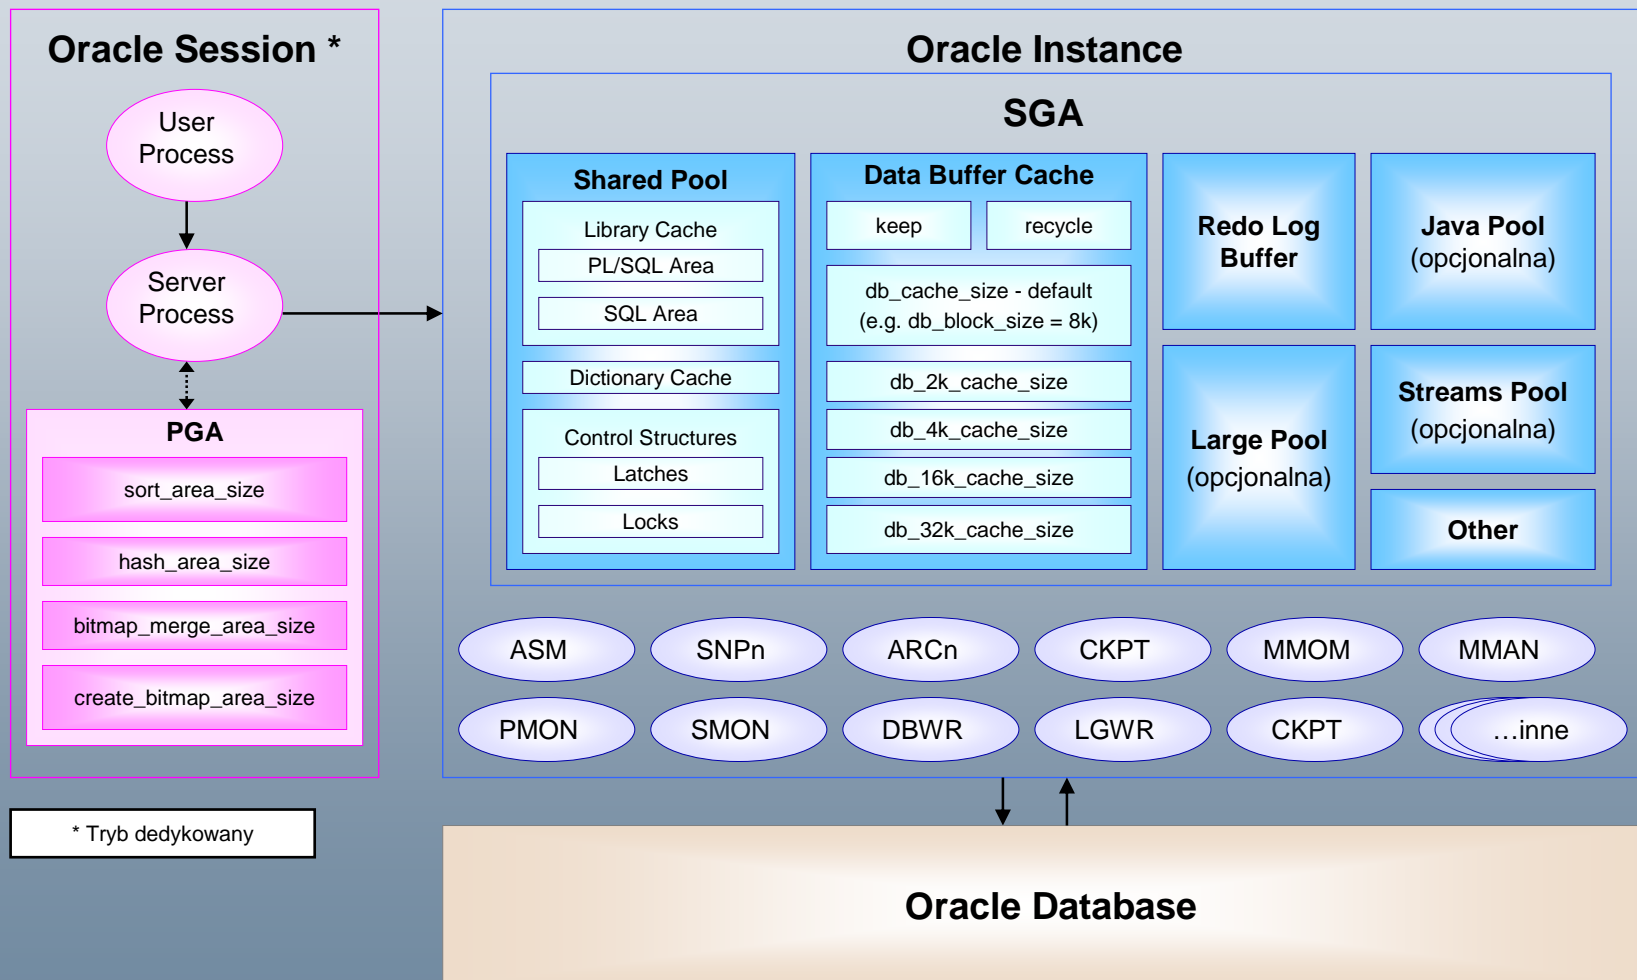 Oracle Session *
User
Process
Server
Process
PGA
sort_area_size
hash_area_size
bitmap_merge_area_size
create_bitmap_area_size
* Tryb dedykowany
Oracle Instance
SGA
Shared Pool
Library Cache
PL/SQL Area
SQL Area
Dictionary Cache
Control Structures
Latches
Locks
Data Buffer Cache
keep
recycle
db_cache_size - default
(e.g. db_block_size = 8k)
db_2k_cache_size
db_4k_cache_size
db_16k_cache_size
db_32k_cache_size
Redo Log
Buffer
Large Pool
(opcjonalna)
Java Pool
(opcjonalna)
Streams Pool
(opcjonalna)
Other
ASM
SNPn
ARCn
CKPT
MMOM
MMAN
PMON
SMON
DBWR
LGWR
CKPT
...inne
Oracle Database